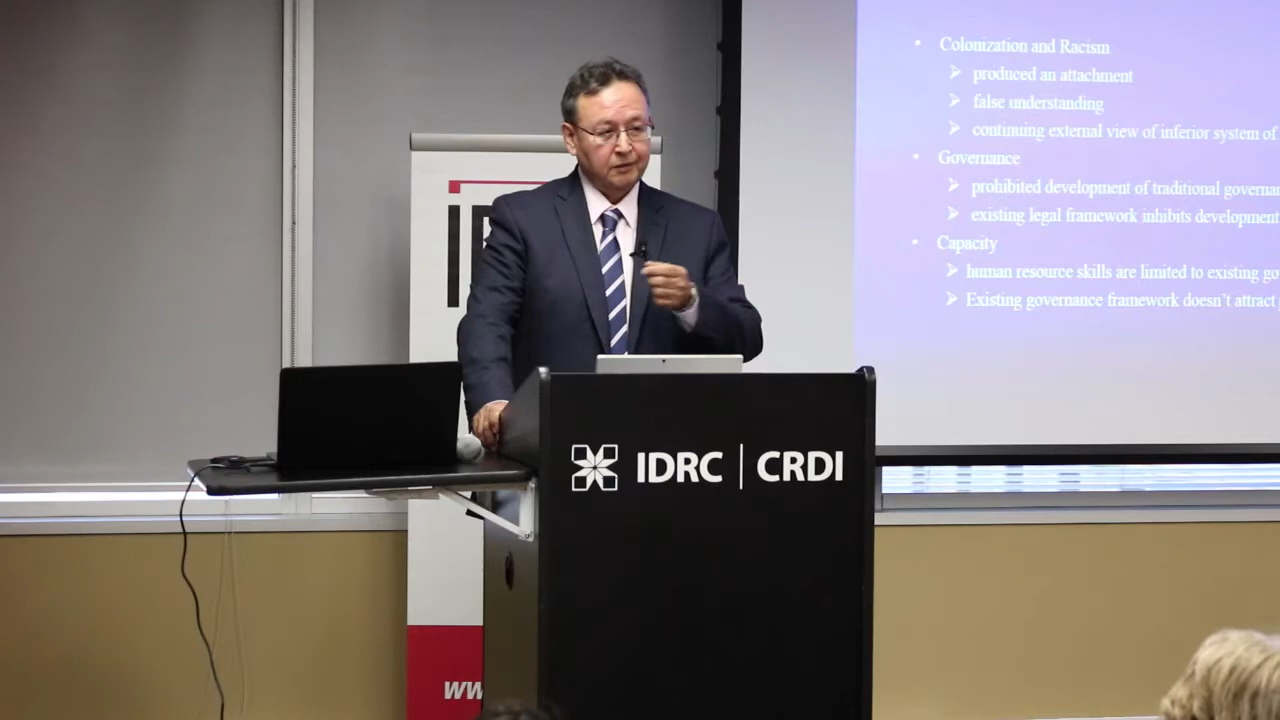 • Colonization and Racism
➢ produced an attachment
➢ false understanding
➢ continuing external view of inferior system of
• Governance
➢ prohibited development of traditional governa
➢ existing legal framework inhibits development
• Capacity
➢ human resource skills are limited to existing go
➢ Existing governance framework doesn't attract
IDRC | CRDI
ww